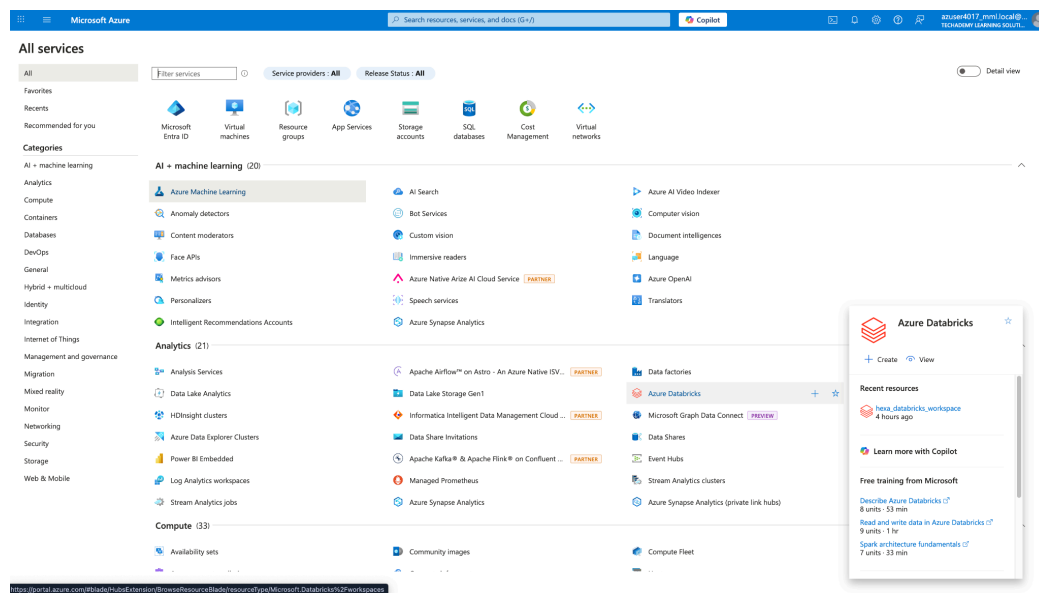 Microsoft Azure
Search resources, services, and docs (G+/)
Copilot
azuser4017_mml.local@...
TECHADEMY LEARNING SOLUTI...
All services
All
Favorites
Recents
Recommended for you
Categories
AI + machine learning
Analytics
Compute
Containers
Databases
DevOps
General
Hybrid + multicloud
Identity
Integration
Internet of Things
Management and governance
Migration
Mixed reality
Monitor
Networking
Security
Storage
Web & Mobile
Filter services
Service providers : All
Release Status : All
Detail view
Microsoft Entra ID
Virtual machines
Resource groups
App Services
Storage accounts
SQL databases
Cost Management
Virtual networks
AI + machine learning (20)
Azure Machine Learning
AI Search
Azure AI Video Indexer
Anomaly detectors
Bot Services
Computer vision
Content moderators
Custom vision
Document intelligences
Face APIs
Immersive readers
Language
Metrics advisors
Azure Native Arize AI Cloud Service PARTNER
Azure OpenAI
Personalizers
Speech services
Translators
Intelligent Recommendations Accounts
Azure Synapse Analytics
Analytics (21)
Analysis Services
Apache Airflow™ on Astro - An Azure Native ISV... PARTNER
Data factories
Data Lake Analytics
Data Lake Storage Gen1
Azure Databricks
HDInsight clusters
Informatica Intelligent Data Management Cloud ... PARTNER
Microsoft Graph Data Connect PREVIEW
Azure Data Explorer Clusters
Data Share Invitations
Data Shares
Power BI Embedded
Apache Kafka® & Apache Flink® on Confluent ... PARTNER
Event Hubs
Log Analytics workspaces
Managed Prometheus
Stream Analytics clusters
Stream Analytics jobs
Azure Synapse Analytics
Azure Synapse Analytics (private link hubs)
Compute (33)
Availability sets
Community images
Compute Fleet
Azure Databricks
Create
View
Recent resources
hexa_databricks_workspace
4 hours ago
Learn more with Copilot
Free training from Microsoft
Describe Azure Databricks
8 units · 53 min
Read and write data in Azure Databricks
9 units · 1 hr
Spark architecture fundamentals
7 units · 33 min
https://portal.azure.com/#blade/HubsExtension/BrowseResourceBlade/resourceType/Microsoft.Databricks%2Fworkspaces